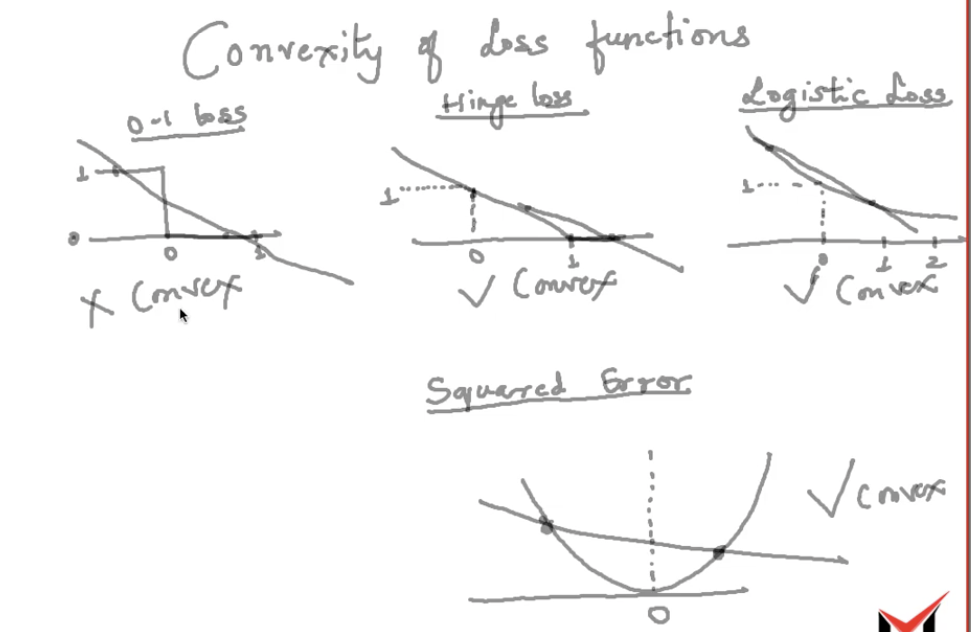 Convexity of Loss functions
0-1 loss
1
0
0
1
X Convex
Hinge loss
1
0
1
✓ Convex
Logistic Loss
1
0
1
2
✓ Convex
Squared Error
0
✓ Convex